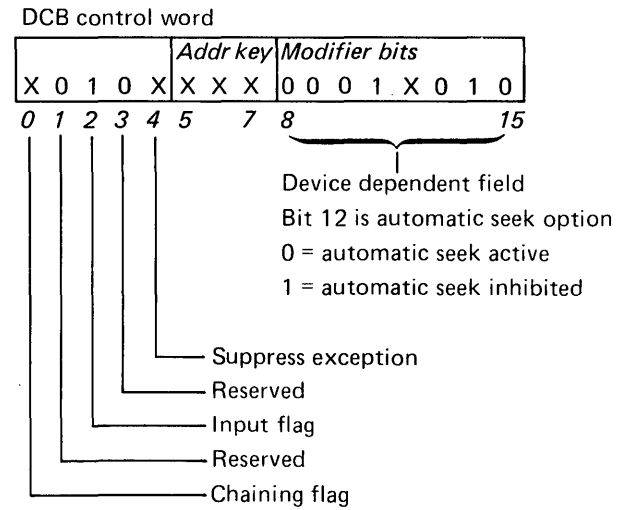 DCB control word
Addr key Modifier bits
X 0 1 0 X X X X 0 0 0 1 X 0 1 0
0 1 2 3 4 5 7 8 15
Device dependent field
Bit 12 is automatic seek option
0 = automatic seek active
1 = automatic seek inhibited
Suppress exception
Reserved
Input flag
Reserved
Chaining flag